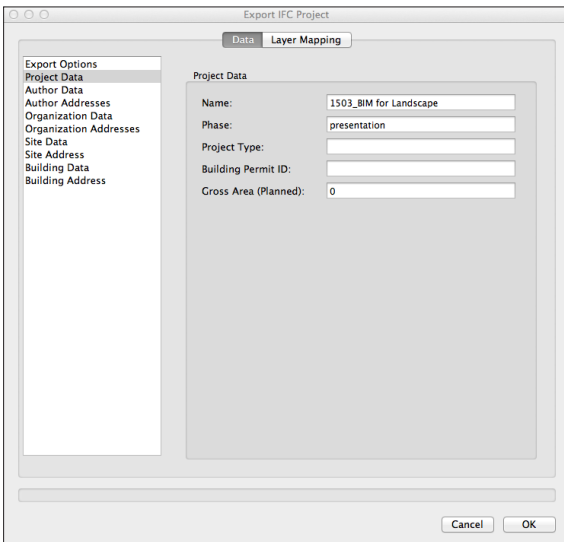 Export IFC Project
Data Layer Mapping
Export Options
Project Data
Author Data
Author Addresses
Organization Data
Organization Addresses
Site Data
Site Address
Building Data
Building Address
Project Data
Name: 1503_BIM for Landscape
Phase: presentation
Project Type:
Building Permit ID:
Gross Area (Planned): 0
Cancel OK